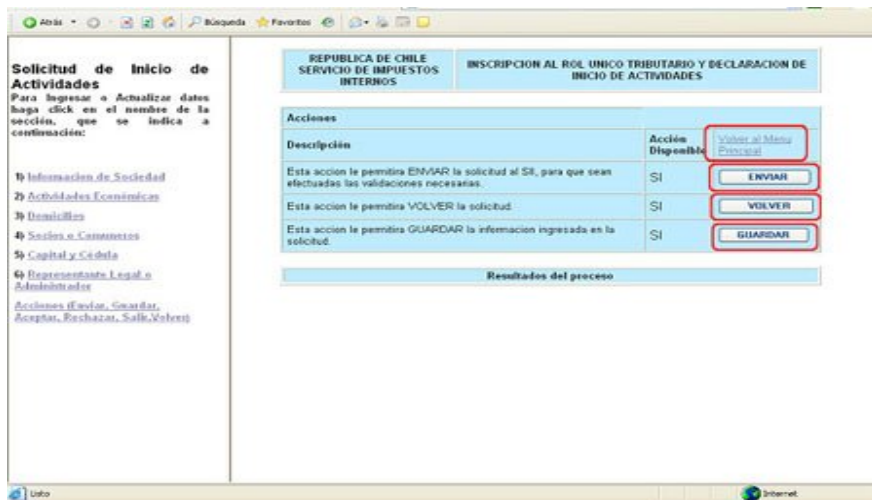 Atrás
Búsqueda
Favoritos
Solicitud de Inicio de
Actividades
Para Ingresar o Actualizar datos
haga click en el nombre de la
sección, que se indica a
continuación:
1) Informacion de Sociedad
2) Actividades Económicas
3) Domicilios
4) Socios o Comuneros
5) Capital y Cédula
6) Representante Legal o
Administrador
Acciones (Enviar, Guardar,
Aceptar, Rechazar, Salir,Volver)
REPUBLICA DE CHILE
SERVICIO DE IMPUESTOS
INTERNOS
INSCRIPCION AL ROL UNICO TRIBUTARIO Y DECLARACION DE
INICIO DE ACTIVIDADES
Acciones
Descripción
Acción
Disponible
Volver al Menu
Principal
Esta accion le permitira ENVIAR la solicitud al SII, para que sean
efectuadas las validaciones necesarias.
SI
ENVIAR
Esta accion le permitira VOLVER la solicitud.
SI
VOLVER
Esta accion le permitira GUARDAR la informacion ingresada en la
solicitud.
SI
GUARDAR
Resultados del proceso
Listo
Internet